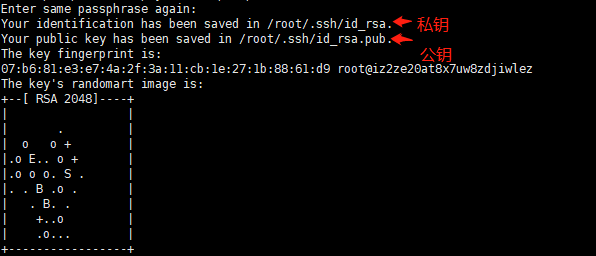 Enter same passphrase again:
Your identification has been saved in /root/.ssh/id_rsa. 私钥
Your public key has been saved in /root/.ssh/id_rsa.pub.
公钥
The key fingerprint is:
07:b6:81:e3:e7:4a:2f:3a:11:cb:1e:27:1b:88:61:d9 root@iz2ze20at8x7uw8zdjiwlez
The key's randomart image is:
+--[ RSA 2048]----+
|                 |
|       .         |
|  o   o +        |
|.o E.. o +       |
|.o o o. S .      |
|. . B .o .       |
|   . B. .        |
|    +..o         |
|    .o...        |
+-----------------+